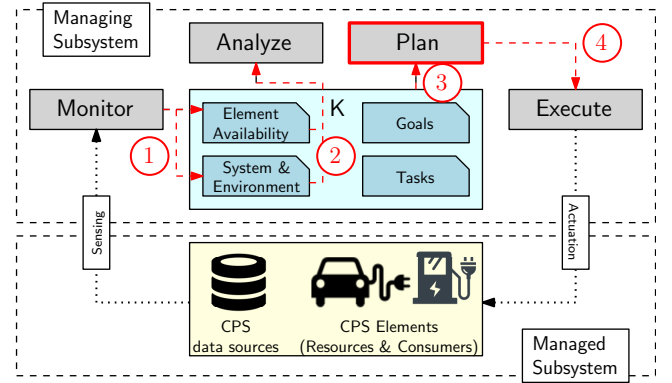 Managing
Subsystem
Analyze
Plan
4
3
Monitor
K
Execute
Element
Availability
Goals
1
2
System &
Environment
Tasks
Sensing
Actuation
CPS
data sources
CPS Elements
(Resources & Consumers)
Managed
Subsystem